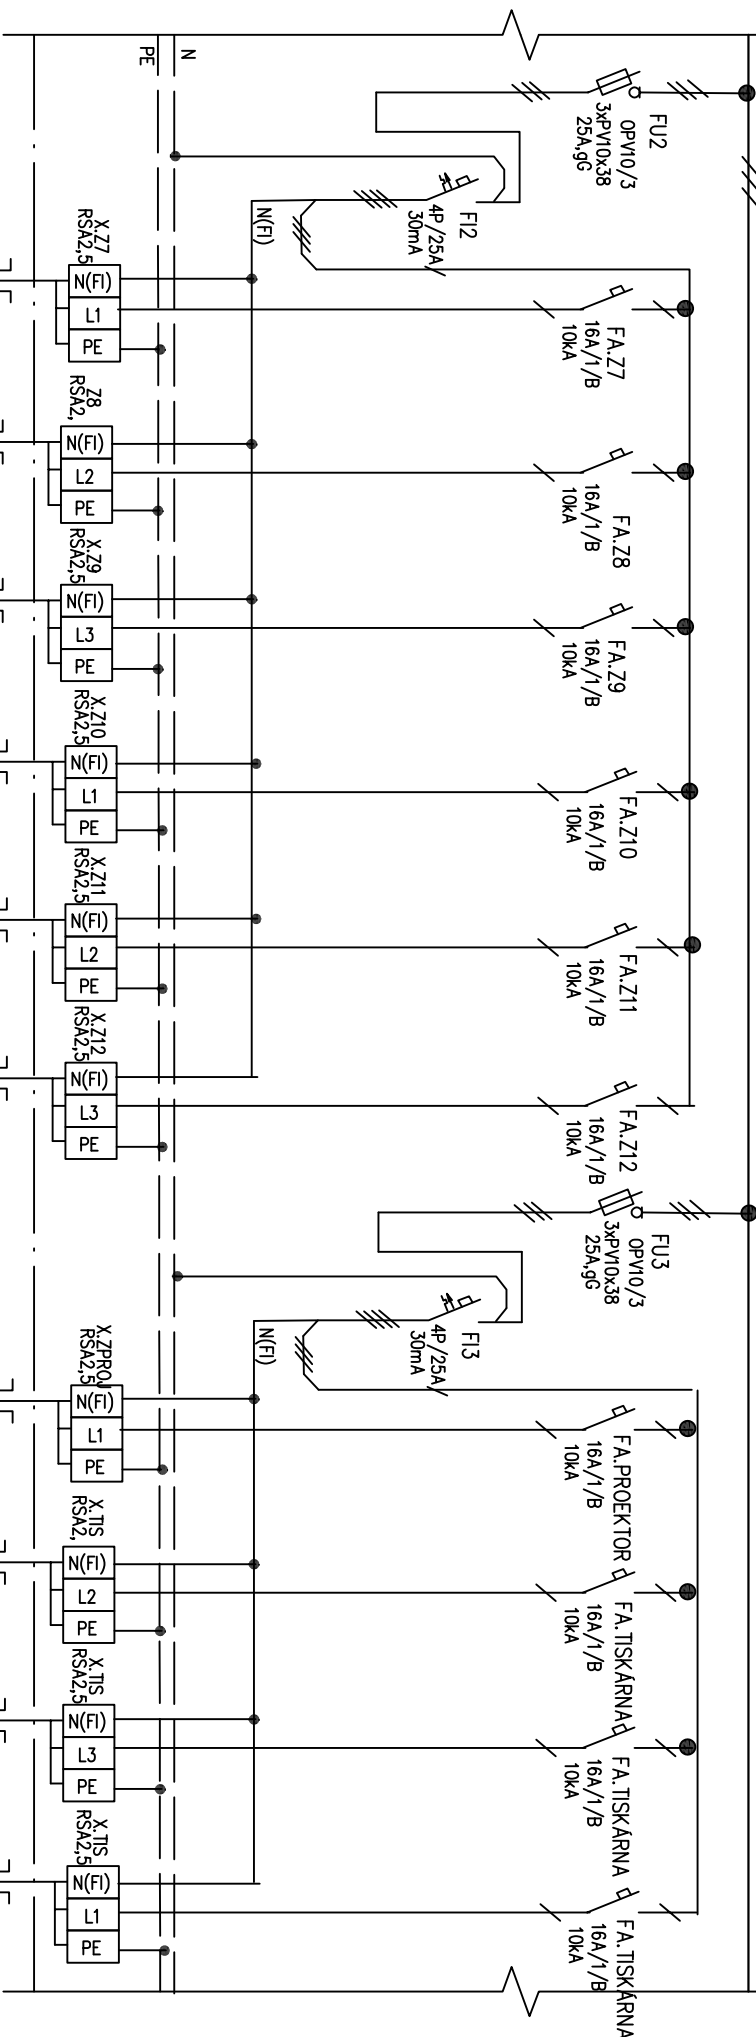 N
PE
FU2
OPV10/3
3xPV10x38
25A,gG
FI2
4P/25A
30mA
N(FI)
X.Z7
RSA2,5
N(FI)
L1
PE
FA.Z7
16A/1/B
10kA
Z8
RSA2,
N(FI)
L2
PE
FA.Z8
16A/1/B
10kA
X.Z9
RSA2,5
N(FI)
L3
PE
FA.Z9
16A/1/B
10kA
X.Z10
RSA2,5
N(FI)
L1
PE
FA.Z10
16A/1/B
10kA
X.Z11
RSA2,5
N(FI)
L2
PE
FA.Z11
16A/1/B
10kA
X.Z12
RSA2,5
N(FI)
L3
PE
FA.Z12
16A/1/B
10kA
FU3
OPV10/3
3xPV10x38
25A,gG
FI3
4P/25A
30mA
N(FI)
X.ZPROJ
RSA2,5
N(FI)
L1
PE
FA.PROEKTOR
16A/1/B
10kA
X.TIS
RSA2,
N(FI)
L2
PE
FA.TISKÁRNA
16A/1/B
10kA
X.TIS
RSA2,5
N(FI)
L3
PE
FA.TISKÁRNA
16A/1/B
10kA
X.TIS
RSA2,5
N(FI)
L1
PE
FA.TISKÁRNA
16A/1/B
10kA